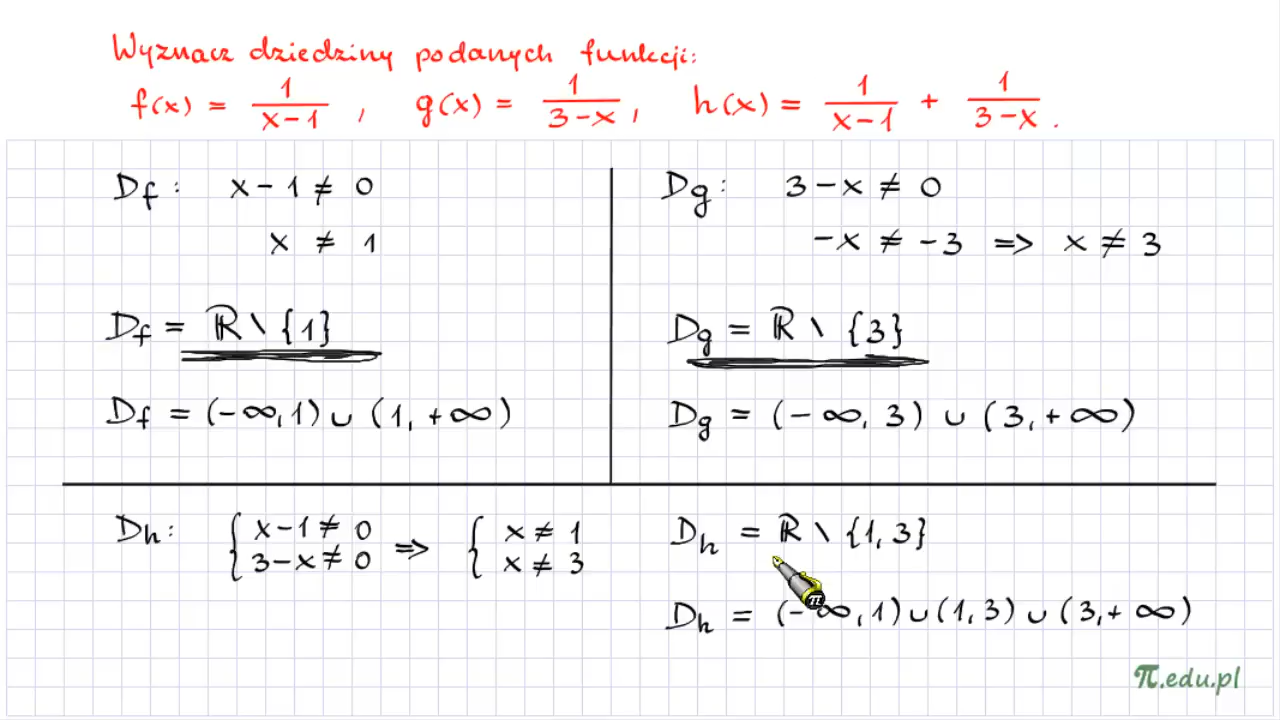 Wyznacz dziedziny podanych funkcji:
f(x) = 1/(x-1), g(x) = 1/(3-x), h(x) = 1/(x-1) + 1/(3-x).
Df: x-1 ≠ 0
x ≠ 1
Df = ℝ \ {1}
Df = (-∞, 1) ∪ (1, +∞)
Dg: 3-x ≠ 0
-x ≠ -3 => x ≠ 3
Dg = ℝ \ {3}
Dg = (-∞, 3) ∪ (3, +∞)
Dh: { x-1 ≠ 0 => { x ≠ 1
3-x ≠ 0 x ≠ 3
Dh = ℝ \ {1, 3}
Dh = (-∞, 1) ∪ (1, 3) ∪ (3, +∞)
π
π.edu.pl